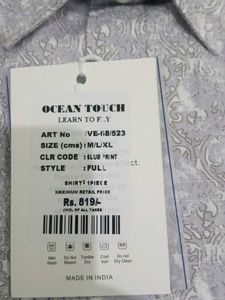 OCEAN TOUCH
LEARN TO F..Y
ART No : VE-68/523
SIZE (cms) : M/L/XL
CLR CODE : SLUB PRINT
STYLE : FULL
SHIRT: 1PIECE
MAXIMUM RETAIL PRICE
Rs. 819/-
(INCL. OF ALL TAXES)
Mild Wash
Do Not Bleach
Tumble Dry
Cool Iron
Do not Dry Clean
MADE IN INDIA